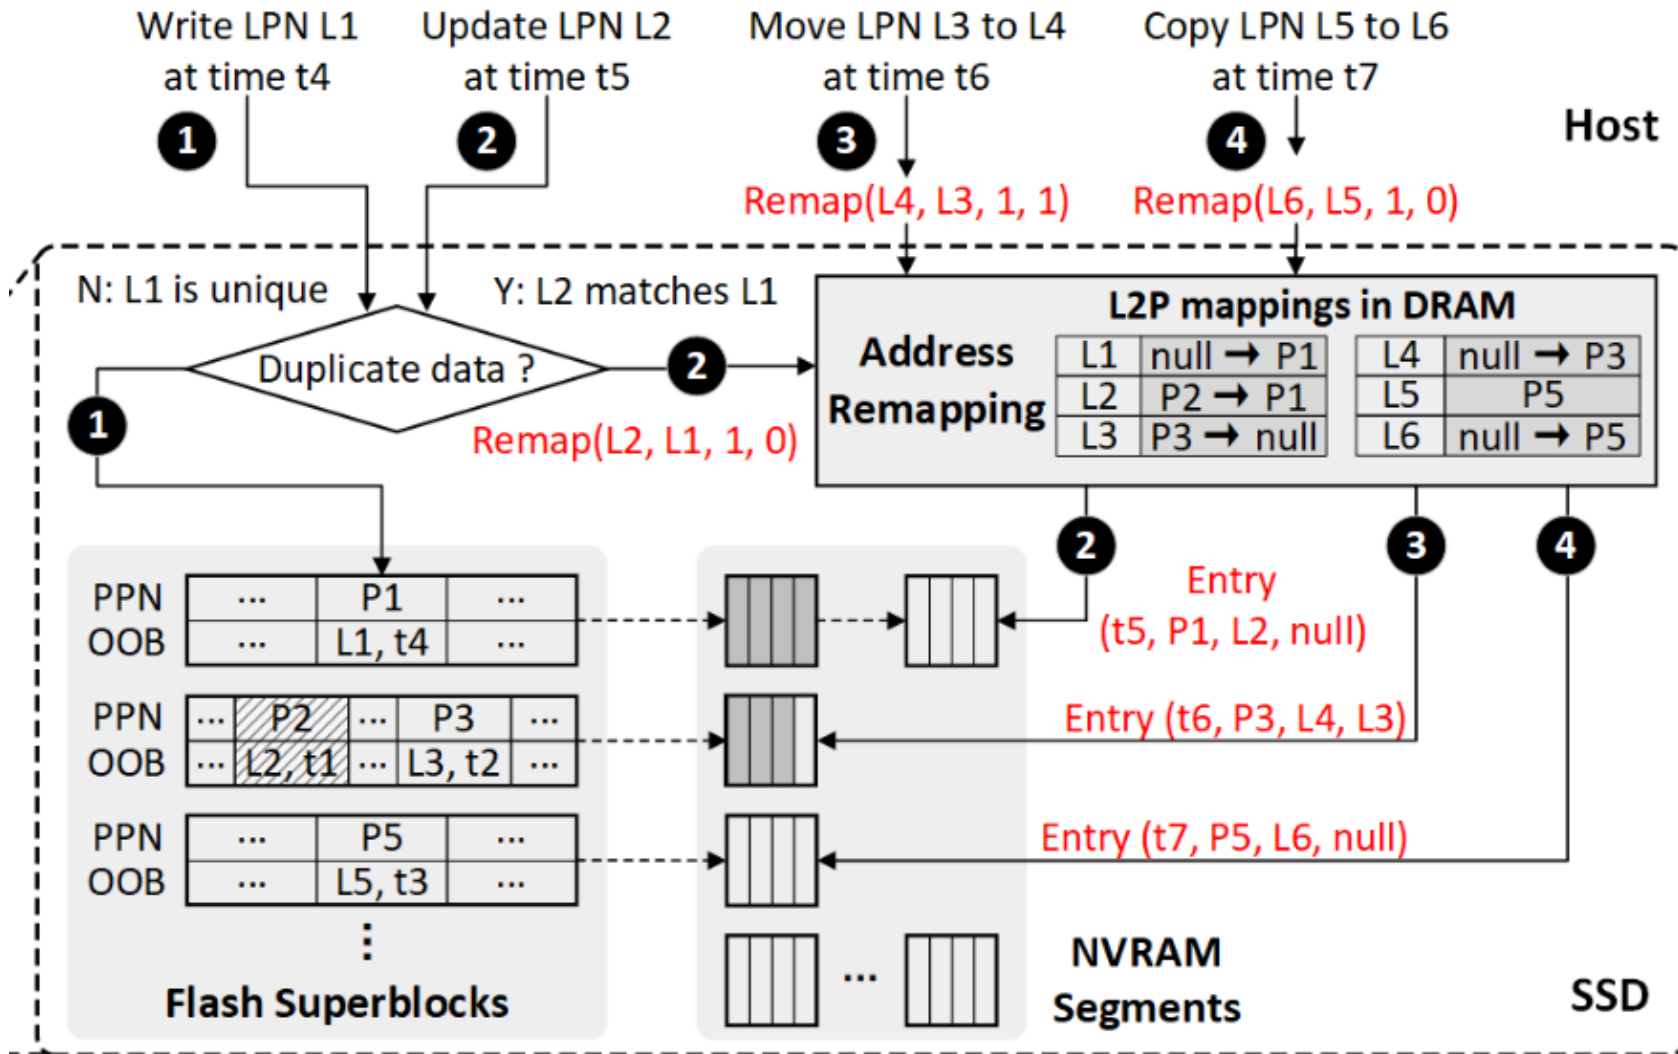 Write LPN L1
at time t4
Update LPN L2
at time t5
Move LPN L3 to L4
at time t6
Copy LPN L5 to L6
at time t7
1
2
3
4
Host
Remap(L4, L3, 1, 1)
Remap(L6, L5, 1, 0)
N: L1 is unique
Y: L2 matches L1
Duplicate data ?
2
1
Remap(L2, L1, 1, 0)
Address
Remapping
L2P mappings in DRAM
L1 null → P1
L2 P2 → P1
L3 P3 → null
L4 null → P3
L5 P5
L6 null → P5
2
3
4
PPN ... P1 ...
OOB ... L1, t4 ...
Entry
(t5, P1, L2, null)
PPN ... P2 ... P3 ...
OOB ... L2, t1 ... L3, t2 ...
Entry (t6, P3, L4, L3)
PPN ... P5 ...
OOB ... L5, t3 ...
Entry (t7, P5, L6, null)
⋮
...
Flash Superblocks
NVRAM
Segments
SSD